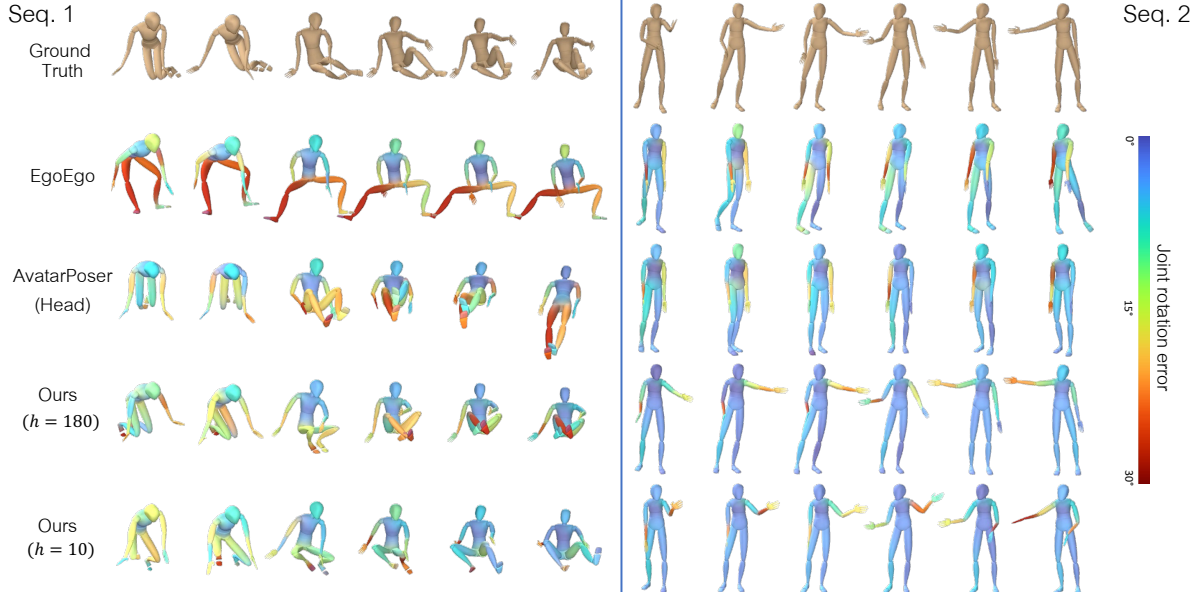 Seq. 1
Seq. 2
Ground
Truth
EgoEgo
AvatarPoser
(Head)
Ours
(h = 180)
Ours
(h = 10)
0°
15°
30°
Joint rotation error